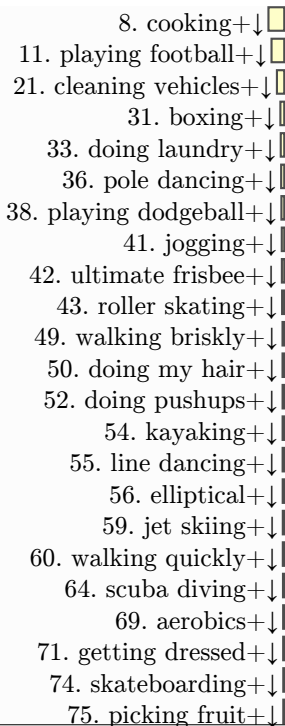 8. cooking+↓
11. playing football+↓
21. cleaning vehicles+↓
31. boxing+↓
33. doing laundry+↓
36. pole dancing+↓
38. playing dodgeball+↓
41. jogging+↓
42. ultimate frisbee+↓
43. roller skating+↓
49. walking briskly+↓
50. doing my hair+↓
52. doing pushups+↓
54. kayaking+↓
55. line dancing+↓
56. elliptical+↓
59. jet skiing+↓
60. walking quickly+↓
64. scuba diving+↓
69. aerobics+↓
71. getting dressed+↓
74. skateboarding+↓
75. picking fruit+↓